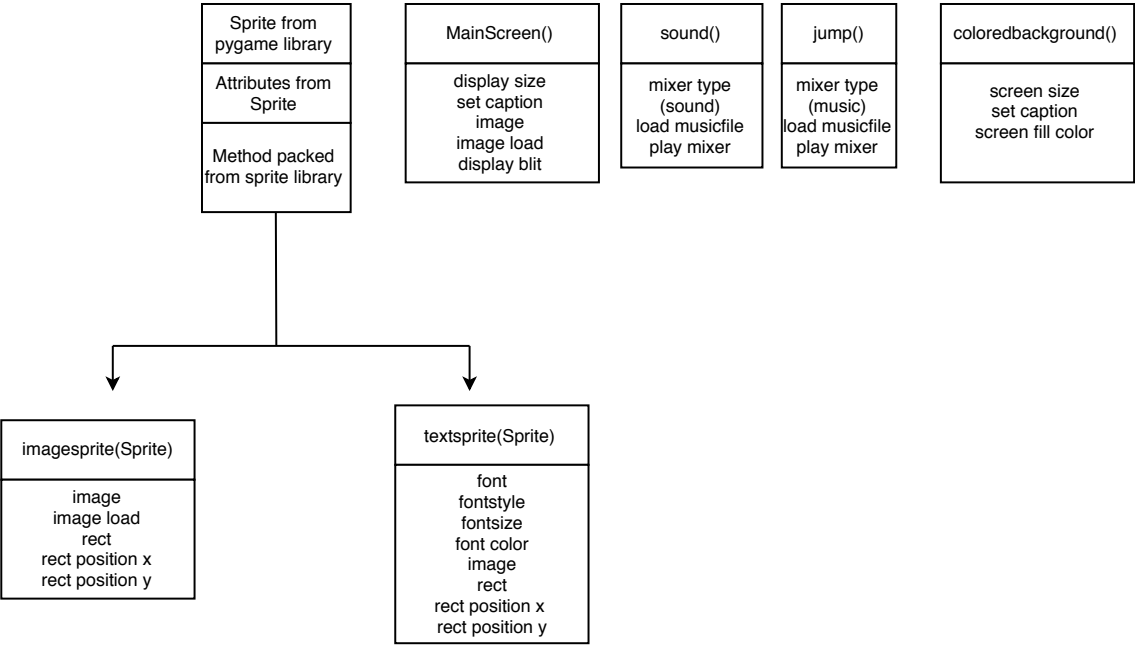 Sprite from
pygame library
Attributes from
Sprite
Method packed
from sprite library
MainScreen()
display size
set caption
image
image load
display blit
sound()
mixer type
(sound)
load musicfile
play mixer
jump()
mixer type
(music)
load musicfile
play mixer
coloredbackground()
screen size
set caption
screen fill color
imagesprite(Sprite)
image
image load
rect
rect position x
rect position y
textsprite(Sprite)
font
fontstyle
fontsize
font color
image
rect
rect position x
rect position y